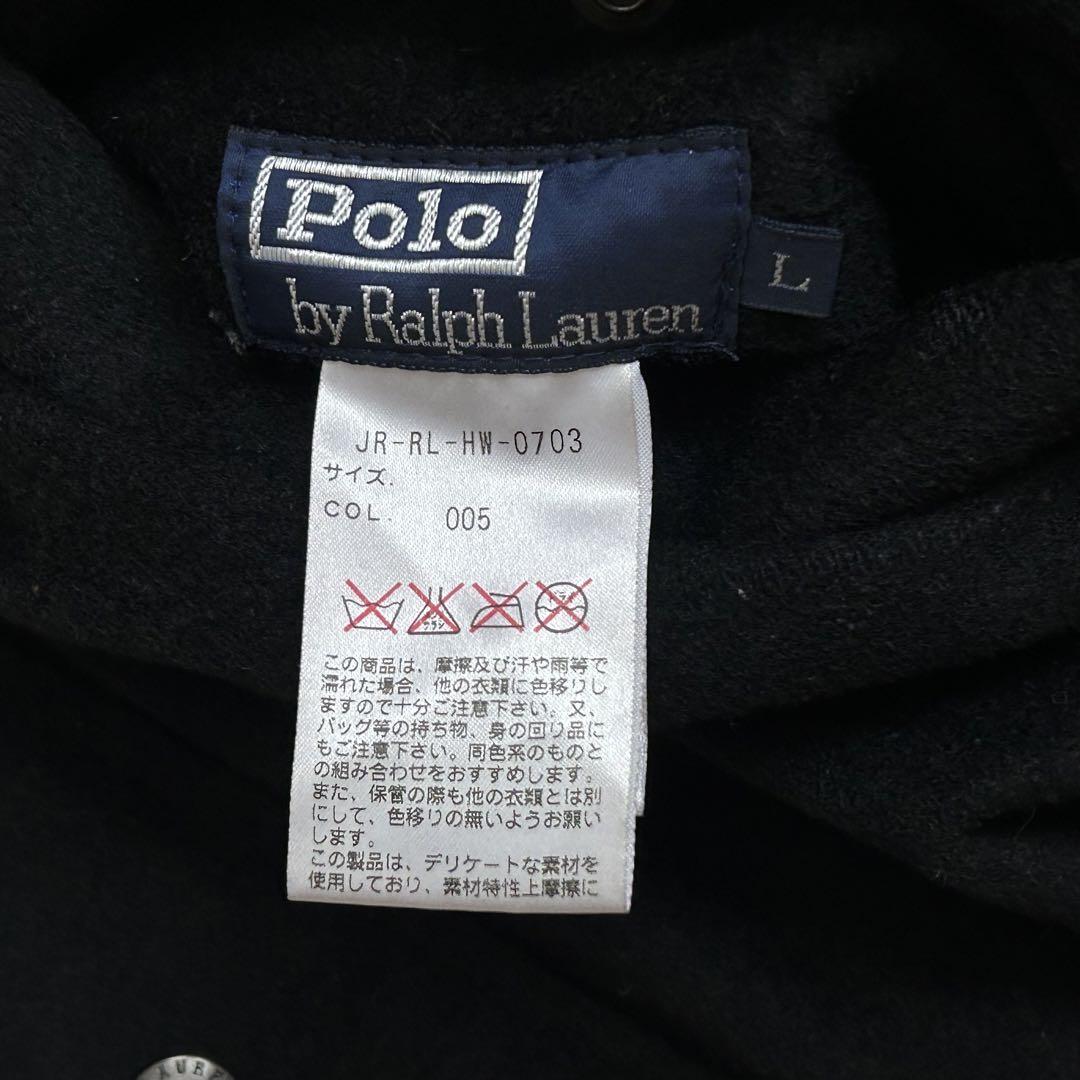 Polo
by Ralph Lauren
L
JR-RL-HW-0703
サイズ.
COL. 005
この商品は、摩擦及び汗や雨等で
濡れた場合、他の衣類に色移りし
ますので十分ご注意下さい。又、
バッグ等の持ち物、身の回り品に
もご注意下さい。同色系のものと
の組み合わせをおすすめします。
また、保管の際も他の衣類とは別
にして、色移りの無いようお願い
します。
この製品は、デリケートな素材を
使用しており、素材特性上摩擦に